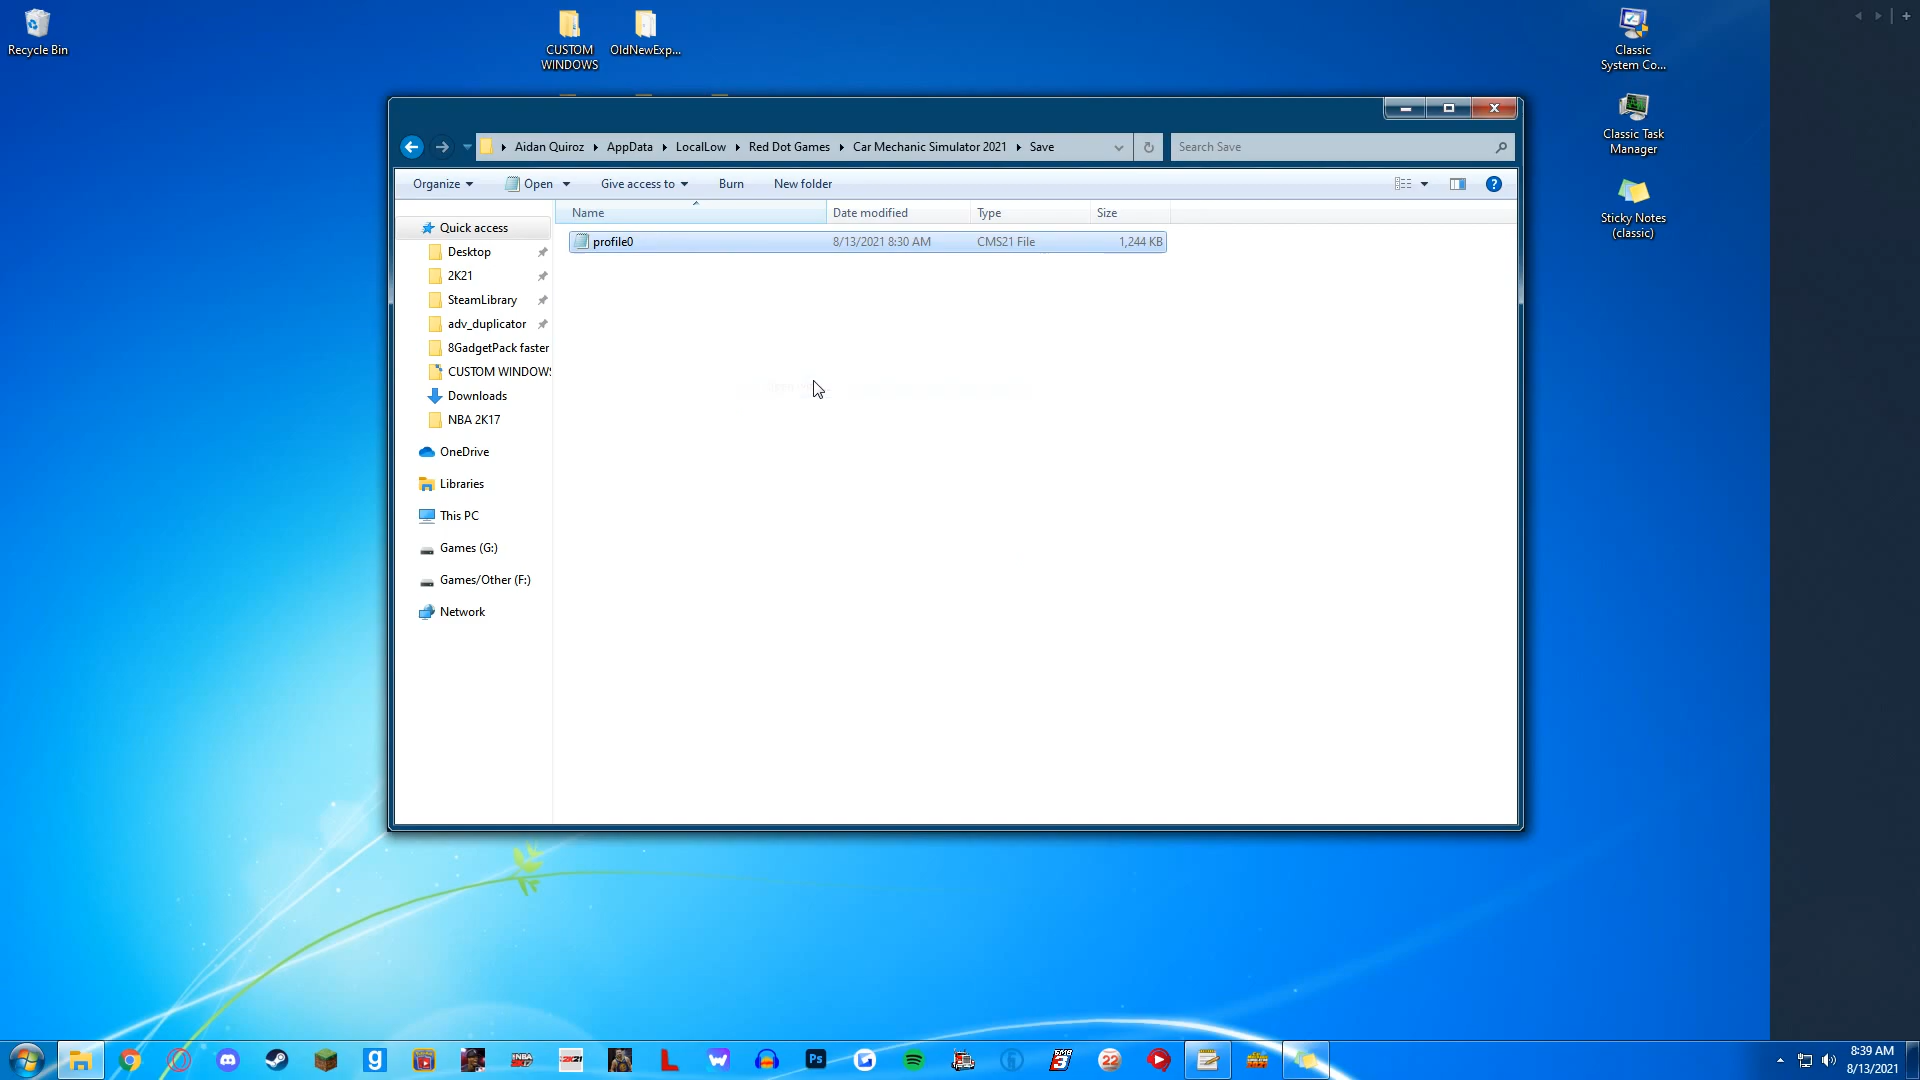 Recycle Bin
CUSTOM
WINDOWS
OldNewExp...
Classic
System Co...
Classic Task
Manager
Sticky Notes
(classic)
Aidan Quiroz
AppData
LocalLow
Red Dot Games
Car Mechanic Simulator 2021
Save
Search Save
Organize
Open
Give access to
Burn
New folder
Name
Date modified
Type
Size
profile0
8/13/2021 8:30 AM
CMS21 File
1,244 KB
Quick access
Desktop
2K21
SteamLibrary
adv_duplicator
8GadgetPack faster
CUSTOM WINDOWS
Downloads
NBA 2K17
OneDrive
Libraries
This PC
Games (G:)
Games/Other (F:)
Network
8:39 AM
8/13/2021